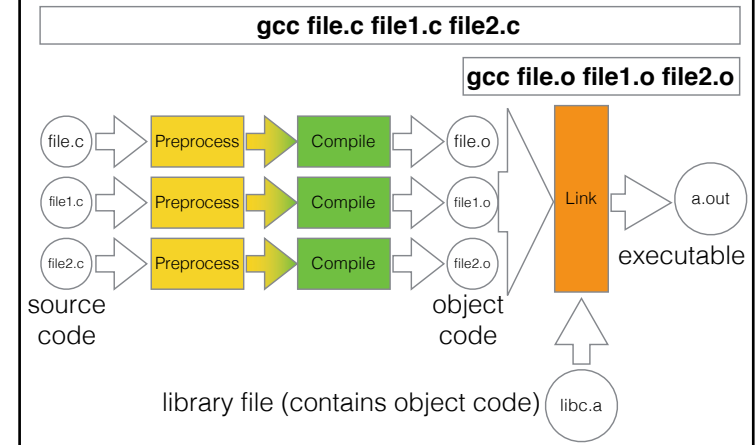 gcc file.c file1.c file2.c
gcc file.o file1.o file2.o
file.c Preprocess Compile file.o
file1.c Preprocess Compile file1.o Link a.out
file2.c Preprocess Compile file2.o executable
source
code
object
code
library file (contains object code) libc.a